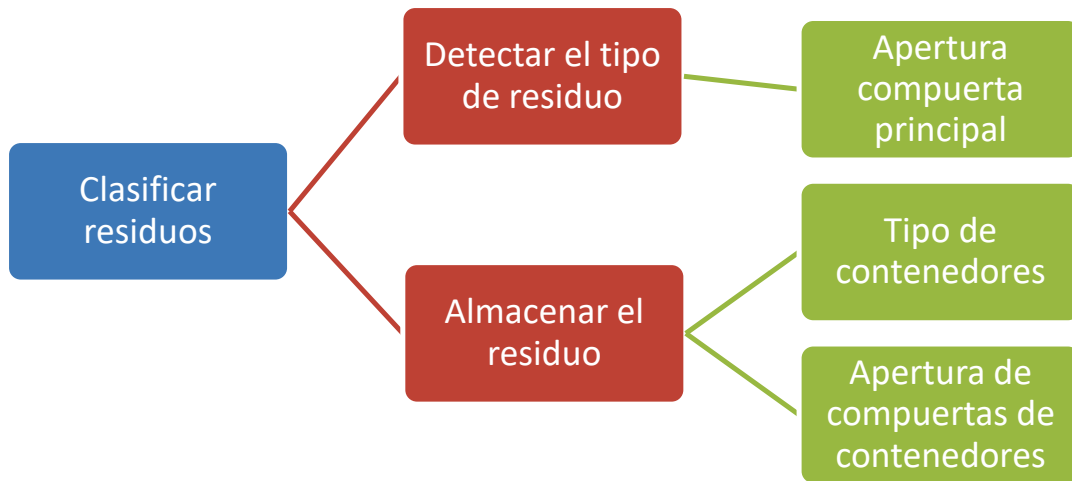 Clasificar
residuos
Detectar el tipo
de residuo
Almacenar el
residuo
Apertura
compuerta
principal
Tipo de
contenedores
Apertura de
compuertas de
contenedores